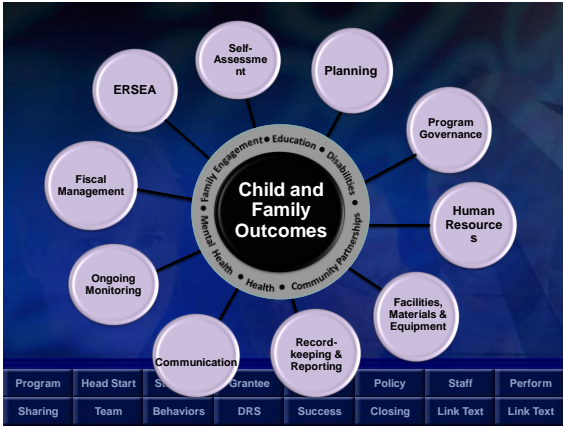 Self-
Assessme
nt
Planning
ERSEA
Program
Governance
Fiscal
Management
Human
Resource
s
Ongoing
Monitoring
Facilities,
Materials &
Equipment
Communication
Record-
keeping &
Reporting
Family Engagement • Education • Disabilities • Community Partnerships • Health • Mental Health •
Child and
Family
Outcomes
Program Head Start Grantee Policy Staff Perform
Sharing Team Behaviors DRS Success Closing Link Text Link Text